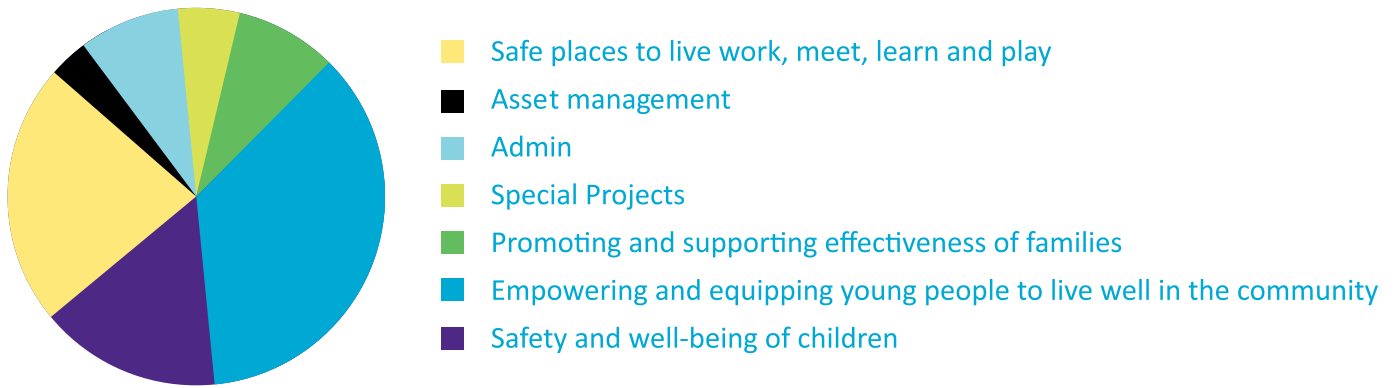 Safe places to live work, meet, learn and play
Asset management
Admin
Special Projects
Promoting and supporting effectiveness of families
Empowering and equipping young people to live well in the community
Safety and well-being of children